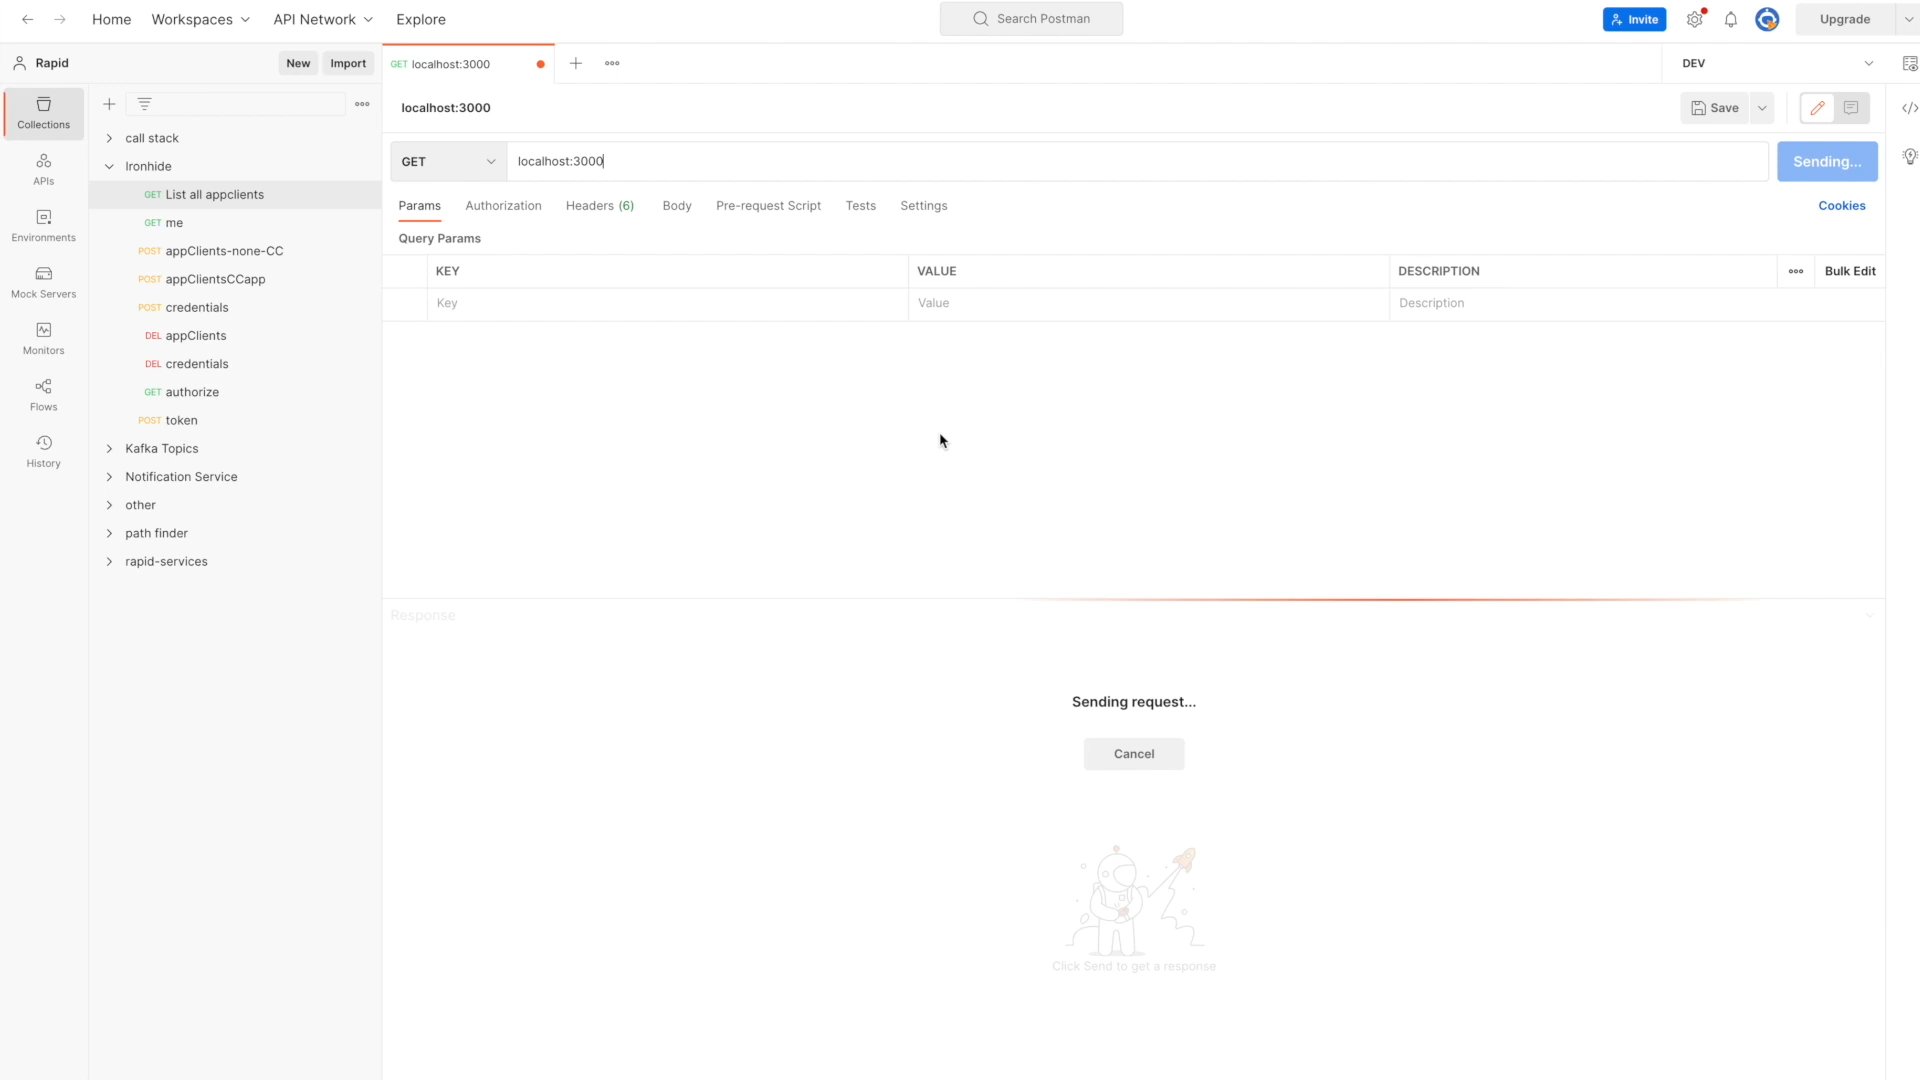 Home Workspaces API Network Explore Search Postman Invite Upgrade
Rapid New Import GET localhost:3000 DEV
Collections
APIs
Environments
Mock Servers
Monitors
Flows
History
call stack
Ironhide
GET List all appclients
GET me
POST appClients-none-CC
POST appClientsCCapp
POST credentials
DEL appClients
DEL credentials
GET authorize
POST token
Kafka Topics
Notification Service
other
path finder
rapid-services
localhost:3000 Save
GET localhost:3000 Sending...
Params Authorization Headers (6) Body Pre-request Script Tests Settings Cookies
Query Params
KEY VALUE DESCRIPTION Bulk Edit
Key Value Description
Response
Sending request...
Cancel
Click Send to get a response